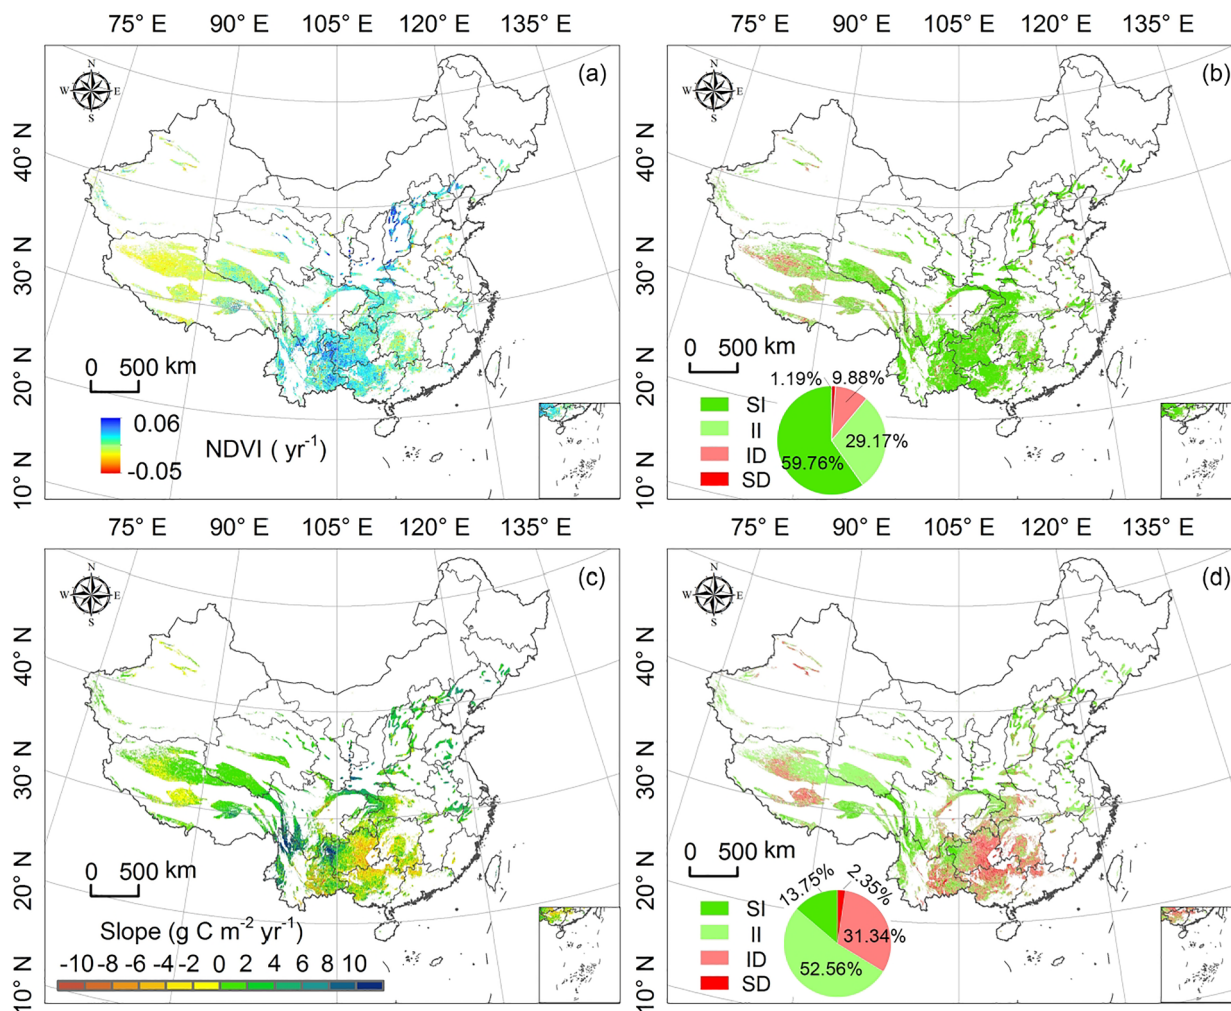 75° E 90° E 105° E 120° E 135° E 75° E 90° E 105° E 120° E 135° E
(a)
N
W E
S
40° N
30° N
20° N
10° N
0 500 km
0.06
-0.05
NDVI ( yr⁻¹)
(b)
N
W E
S
40° N
30° N
20° N
10° N
0 500 km
1.19% 9.88%
29.17%
59.76%
SI
II
ID
SD
75° E 90° E 105° E 120° E 135° E 75° E 90° E 105° E 120° E 135° E
(c)
N
W E
S
40° N
30° N
20° N
10° N
0 500 km
Slope (g C m⁻² yr⁻¹)
-10 -8 -6 -4 -2 0 2 4 6 8 10
(d)
N
W E
S
40° N
30° N
20° N
10° N
0 500 km
13.75% 2.35%
31.34%
52.56%
SI
II
ID
SD